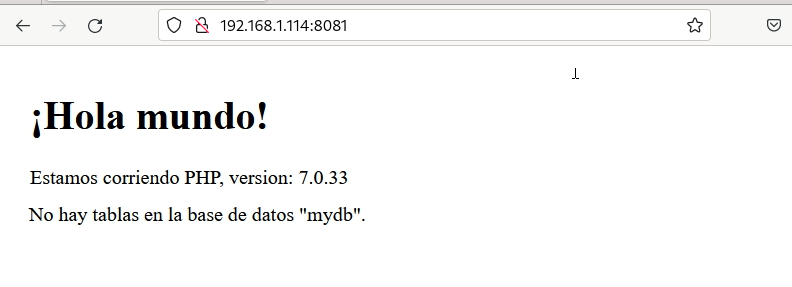 192.168.1.114:8081
¡Hola mundo!
Estamos corriendo PHP, version: 7.0.33
No hay tablas en la base de datos "mydb".